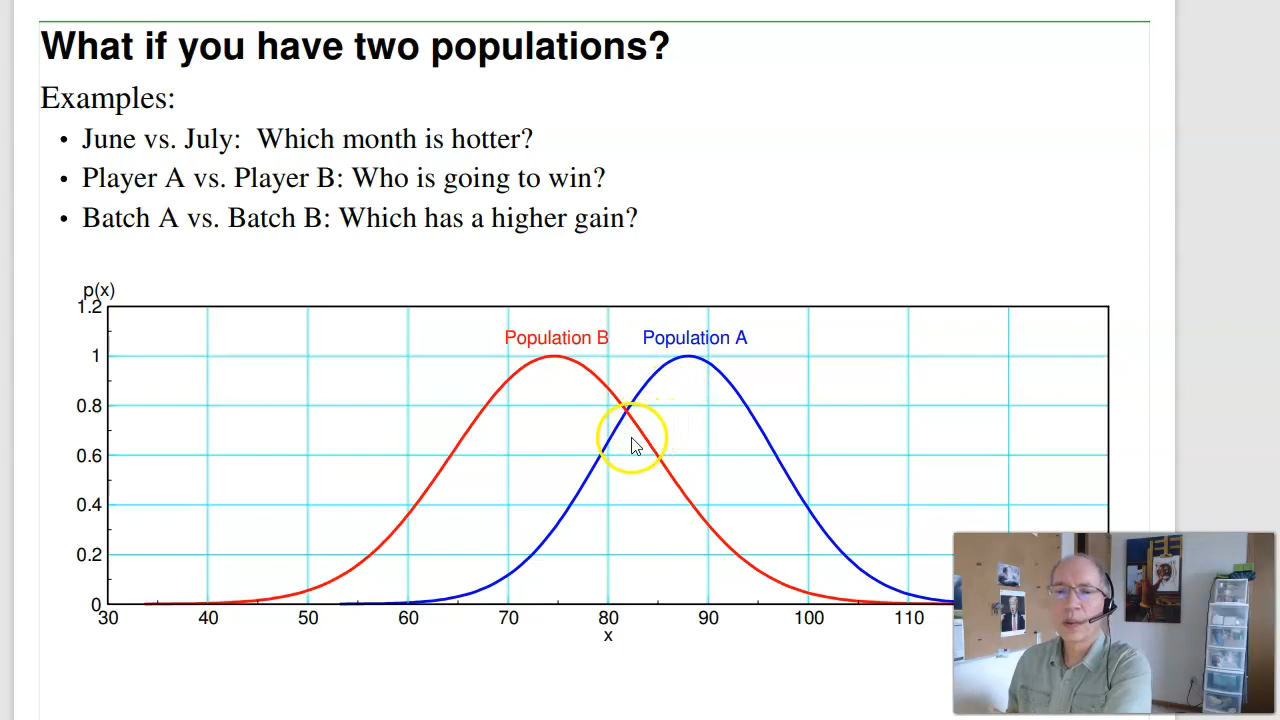 What if you have two populations?
Examples:
• June vs. July:  Which month is hotter?
• Player A vs. Player B: Who is going to win?
• Batch A vs. Batch B: Which has a higher gain?
p(x)
1.2
Population B Population A
1
0.8
0.6
0.4
0.2
0
30 40 50 60 70 80 90 100 110
x